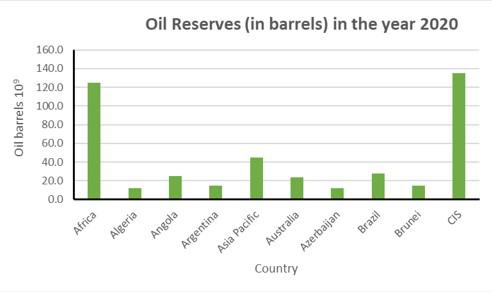 Oil Reserves (in barrels) in the year 2020
160.0
140.0
120.0
100.0
80.0
60.0
40.0
20.0
0.0
Oil barrels 10⁹
Africa
Algeria
Angola
Argentina
Asia Pacific
Australia
Azerbaijan
Brazil
Brunei
CIS
Country